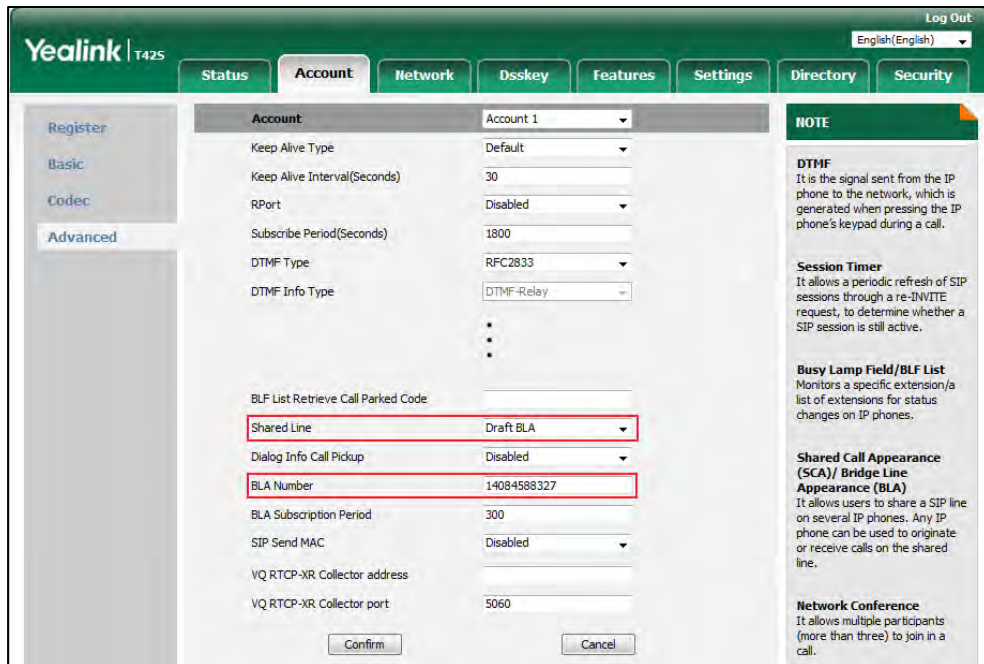 Log Out
Yealink | T42S
English(English)
Status
Account
Network
Dsskey
Features
Settings
Directory
Security
Register
Basic
Codec
Advanced
Account
Account 1
Keep Alive Type
Default
Keep Alive Interval(Seconds)
30
RPort
Disabled
Subscribe Period(Seconds)
1800
DTMF Type
RFC2833
DTMF Info Type
DTMF-Relay
BLF List Retrieve Call Parked Code
Shared Line
Draft BLA
Dialog Info Call Pickup
Disabled
BLA Number
14084588327
BLA Subscription Period
300
SIP Send MAC
Disabled
VQ RTCP-XR Collector address
VQ RTCP-XR Collector port
5060
Confirm
Cancel
NOTE
DTMF
It is the signal sent from the IP
phone to the network, which is
generated when pressing the IP
phone's keypad during a call.
Session Timer
It allows a periodic refresh of SIP
sessions through a re-INVITE
request, to determine whether a
SIP session is still active.
Busy Lamp Field/BLF List
Monitors a specific extension/a
list of extensions for status
changes on IP phones.
Shared Call Appearance
(SCA)/ Bridge Line
Appearance (BLA)
It allows users to share a SIP line
on several IP phones. Any IP
phone can be used to originate
or receive calls on the shared
line.
Network Conference
It allows multiple participants
(more than three) to join in a
call.